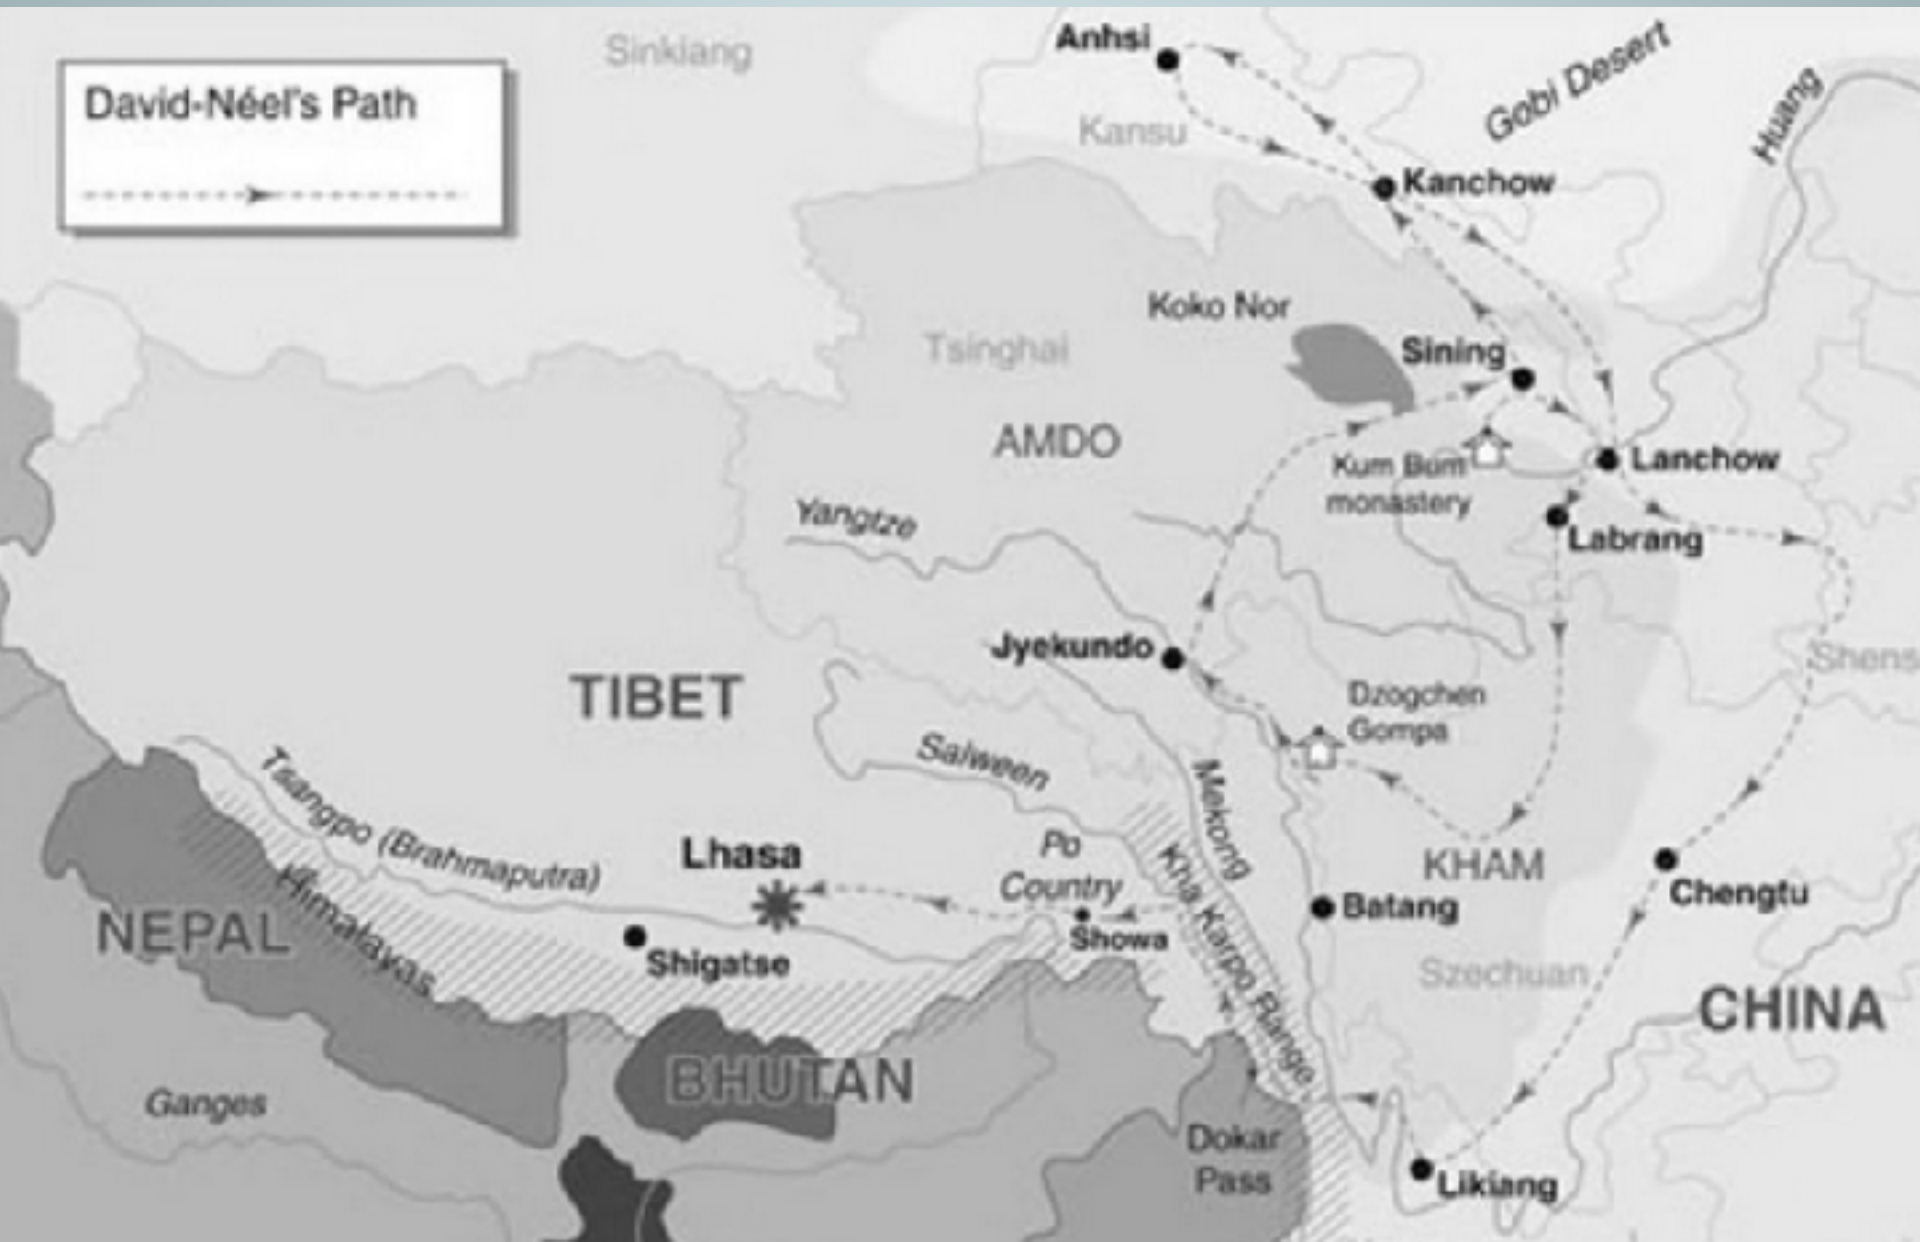 David-Néel's Path
Sinkiang
Anhsi
Gobi Desert
Huang
Kansu
Kanchow
Koko Nor
Tsinghai
Sining
AMDO
Kum Bum
monastery
Lanchow
Labrang
Yangtze
Jyekundo
Shens
TIBET
Dzogchen
Gompa
Salween
Mekong
Tsangpo (Brahmaputra)
Lhasa
Po
Country
Kha Karpo Range
KHAM
Chengtu
Batang
NEPAL
Himalayas
Shigatse
Showa
Szechuan
CHINA
BHUTAN
Ganges
Dokar
Pass
Likiang